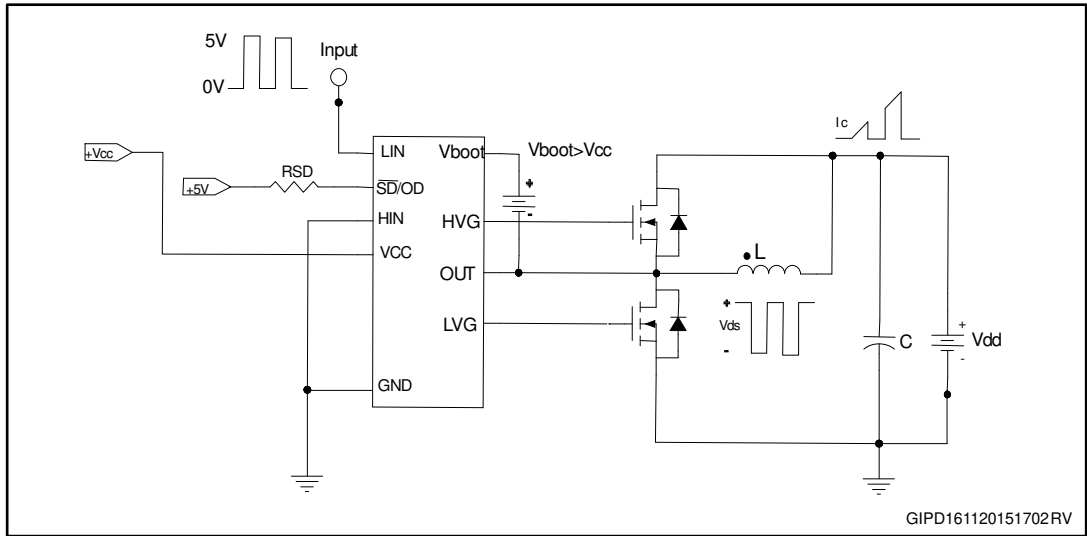 5V
Input
0V
Ic
+Vcc
LIN
Vboot
Vboot>Vcc
RSD
+5V
SD/OD
+
-
HIN
HVG
VCC
L
OUT
+
Vds
-
LVG
C
+
Vdd
-
GND
GIPD161120151702RV